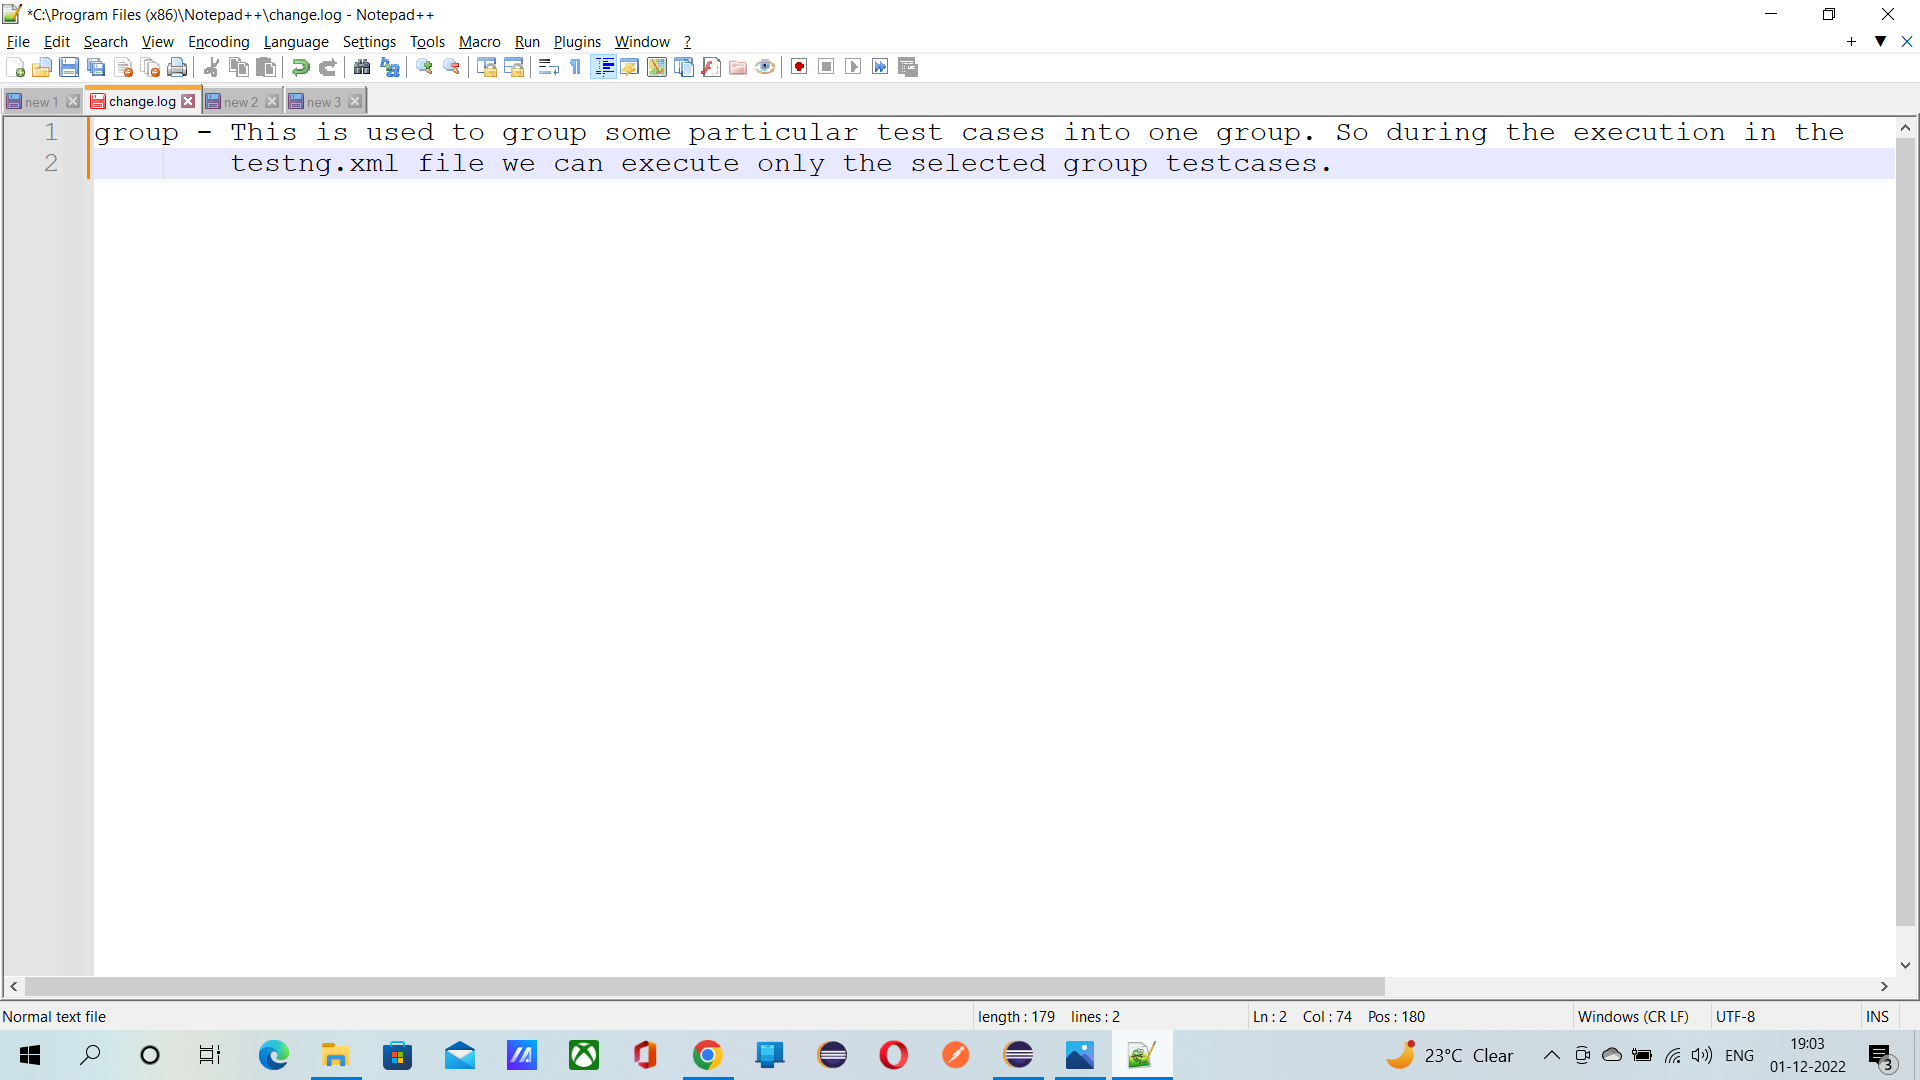 *C:\Program Files (x86)\Notepad++\change.log - Notepad++
File Edit Search View Encoding Language Settings Tools Macro Run Plugins Window ?
new 1 change.log new 2 new 3
1 group - This is used to group some particular test cases into one group. So during the execution in the
2 testng.xml file we can execute only the selected group testcases.
Normal text file length : 179 lines : 2 Ln : 2 Col : 74 Pos : 180 Windows (CR LF) UTF-8 INS
23°C Clear ENG 19:03
01-12-2022 3